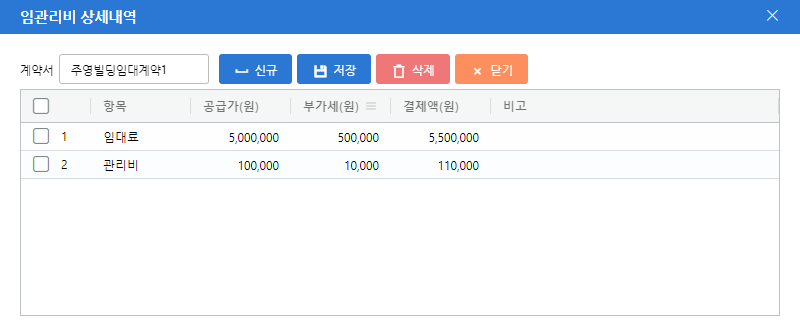 임관리비 상세내역
계약서 주영빌딩임대계약1 신규 저장 삭제 닫기
항목 공급가(원) 부가세(원) 결제액(원) 비고
1 임대료 5,000,000 500,000 5,500,000
2 관리비 100,000 10,000 110,000